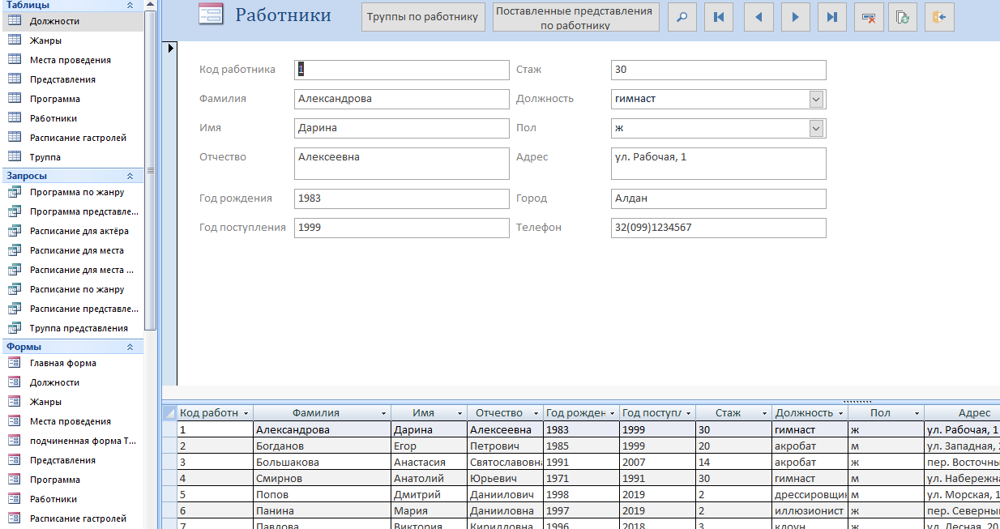 Таблицы
Должности
Жанры
Места проведения
Представления
Программа
Работники
Расписание гастролей
Труппа
Запросы
Программа по жанру
Программа представле...
Расписание для актёра
Расписание для места
Расписание для места ...
Расписание по жанру
Расписание представле...
Труппа представления
Формы
Главная форма
Должности
Жанры
Места проведения
подчиненная форма Т...
Представления
Программа
Работники
Расписание гастролей
Работники
Труппы по работнику
Поставленные представления
по работнику
Код работника 1 Стаж 30
Фамилия Александрова Должность гимнаст
Имя Дарина Пол ж
Отчество Алексеевна Адрес ул. Рабочая, 1
Год рождения 1983 Город Алдан
Год поступления 1999 Телефон 32(099)1234567
Код работн Фамилия Имя Отчество Год рожден Год поступл Стаж Должность Пол Адрес
1 Александрова Дарина Алексеевна 1983 1999 30 гимнаст ж ул. Рабочая, 1
2 Богданов Егор Петрович 1985 1999 20 акробат м ул. Западная, 2
3 Большакова Анастасия Святославовна 1991 2007 14 акробат ж пер. Восточны
4 Смирнов Анатолий Юрьевич 1971 1991 30 гимнаст м ул. Набережна
5 Попов Дмитрий Даниилович 1998 2019 2 дрессировщик м ул. Морская, 1
6 Панина Мария Данииловна 1997 2019 2 иллюзионист ж пер. Северный
7 Павлова Виктория Кирилловна 1996 2018 3 клоун ж ул. Лесная, 20